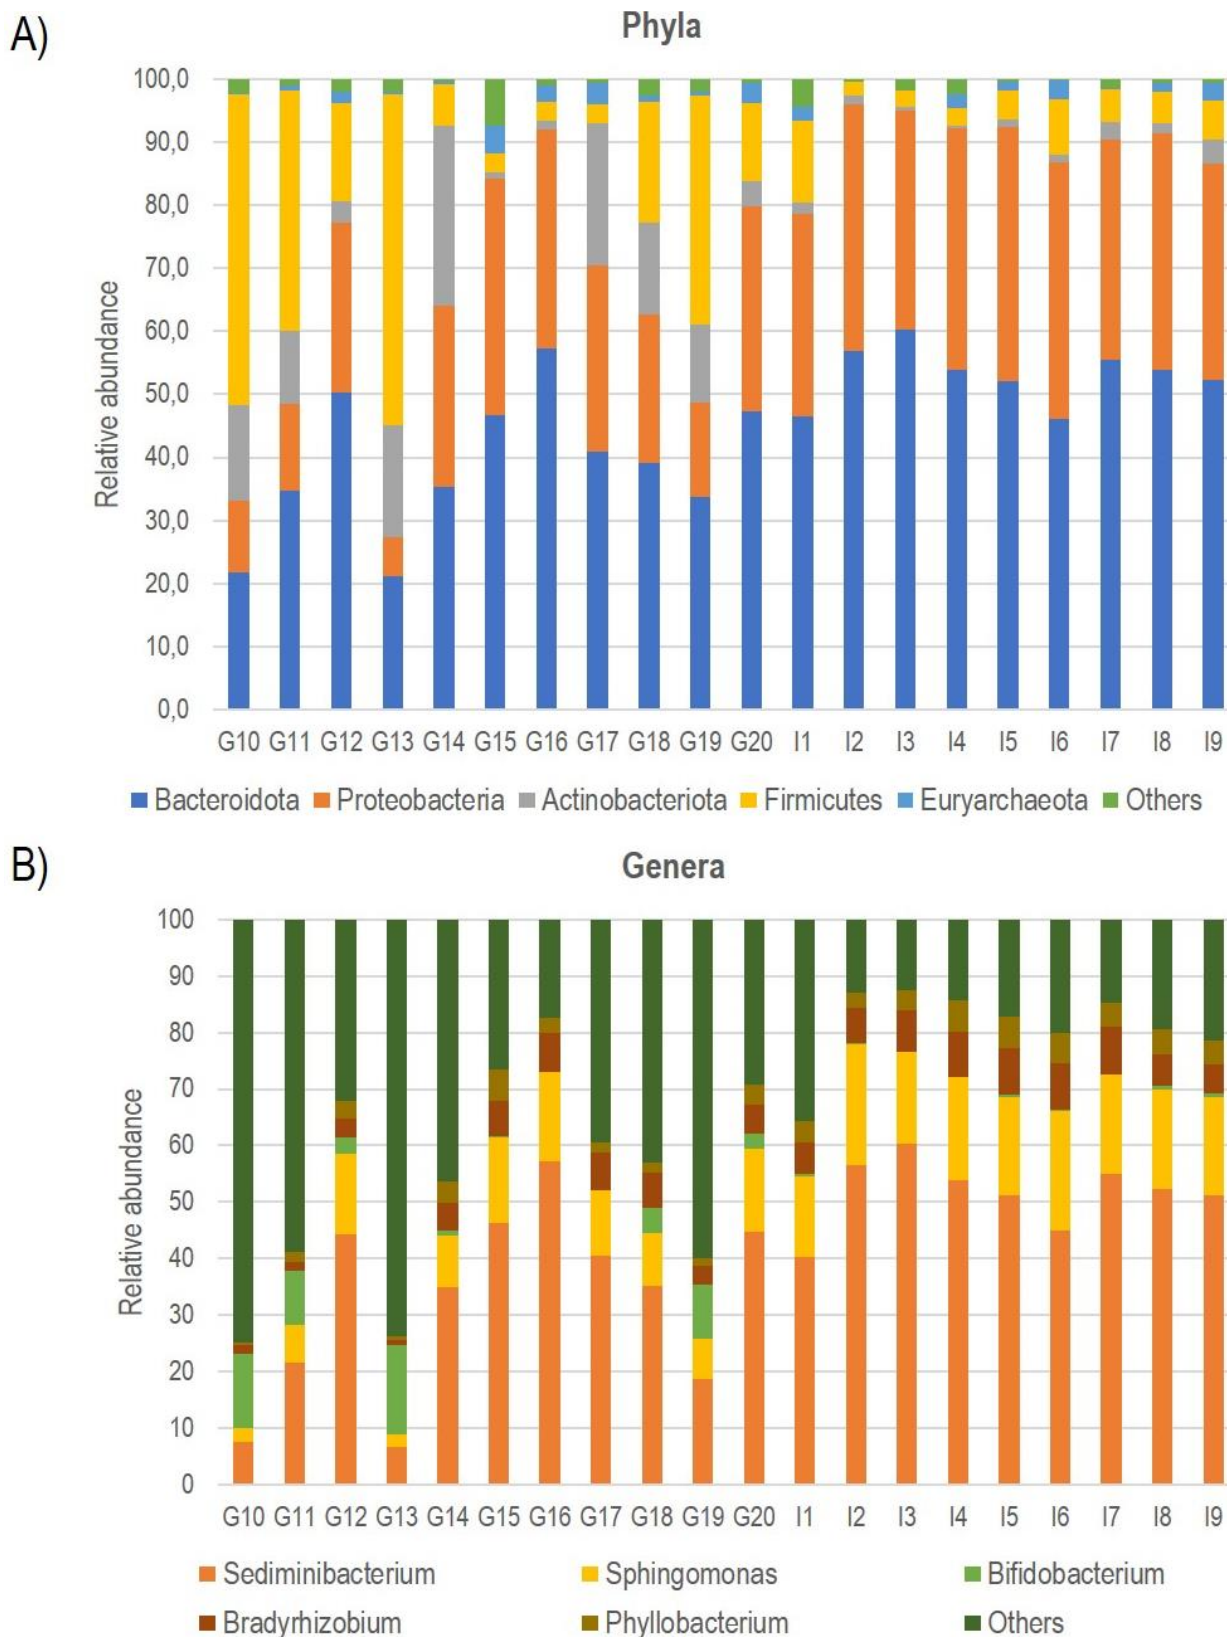 A)
Phyla
Relative abundance
100,0
90,0
80,0
70,0
60,0
50,0
40,0
30,0
20,0
10,0
0,0
G10 G11 G12 G13 G14 G15 G16 G17 G18 G19 G20 I1 I2 I3 I4 I5 I6 I7 I8 I9
Bacteroidota Proteobacteria Actinobacteriota Firmicutes Euryarchaeota Others
B)
Genera
Relative abundance
100
90
80
70
60
50
40
30
20
10
0
G10 G11 G12 G13 G14 G15 G16 G17 G18 G19 G20 I1 I2 I3 I4 I5 I6 I7 I8 I9
Sediminibacterium Sphingomonas Bifidobacterium
Bradyrhizobium Phyllobacterium Others